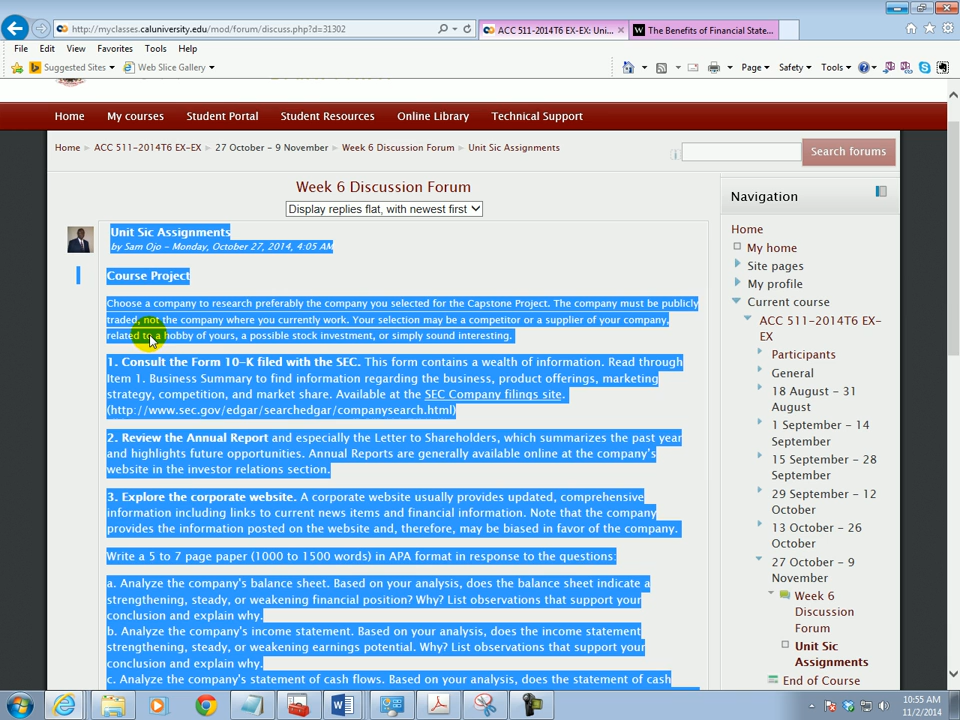 http://myclasses.caluniversity.edu/mod/forum/discuss.php?d=31302
ACC 511-2014T6 EX-EX: Uni...
The Benefits of Financial State...
File Edit View Favorites Tools Help
Suggested Sites Web Slice Gallery
Page Safety Tools
Home My courses Student Portal Student Resources Online Library Technical Support
Home ACC 511-2014T6 EX-EX 27 October - 9 November Week 6 Discussion Forum Unit Sic Assignments
Search forums
Week 6 Discussion Forum
Display replies flat, with newest first
Unit Sic Assignments
by Sam Ojo - Monday, October 27, 2014, 4:05 AM
Course Project
Choose a company to research preferably the company you selected for the Capstone Project. The company must be publicly
traded, not the company where you currently work. Your selection may be a competitor or a supplier of your company,
related to a hobby of yours, a possible stock investment, or simply sound interesting.
1. Consult the Form 10-K filed with the SEC. This form contains a wealth of information. Read through
Item 1. Business Summary to find information regarding the business, product offerings, marketing
strategy, competition, and market share. Available at the SEC Company filings site.
(http://www.sec.gov/edgar/searchedgar/companysearch.html)
2. Review the Annual Report and especially the Letter to Shareholders, which summarizes the past year
and highlights future opportunities. Annual Reports are generally available online at the company's
website in the investor relations section.
3. Explore the corporate website. A corporate website usually provides updated, comprehensive
information including links to current news items and financial information. Note that the company
provides the information posted on the website and, therefore, may be biased in favor of the company.
Write a 5 to 7 page paper (1000 to 1500 words) in APA format in response to the questions:
a. Analyze the company's balance sheet. Based on your analysis, does the balance sheet indicate a
strengthening, steady, or weakening financial position? Why? List observations that support your
conclusion and explain why.
b. Analyze the company's income statement. Based on your analysis, does the income statement
strengthening, steady, or weakening earnings potential. Why? List observations that support your
conclusion and explain why.
c. Analyze the company's statement of cash flows. Based on your analysis, does the statement of cash
Navigation
Home
My home
Site pages
My profile
Current course
ACC 511-2014T6 EX-
EX
Participants
General
18 August - 31
August
1 September - 14
September
15 September - 28
September
29 September - 12
October
13 October - 26
October
27 October - 9
November
Week 6
Discussion
Forum
Unit Sic
Assignments
End of Course
10:55 AM
11/2/2014